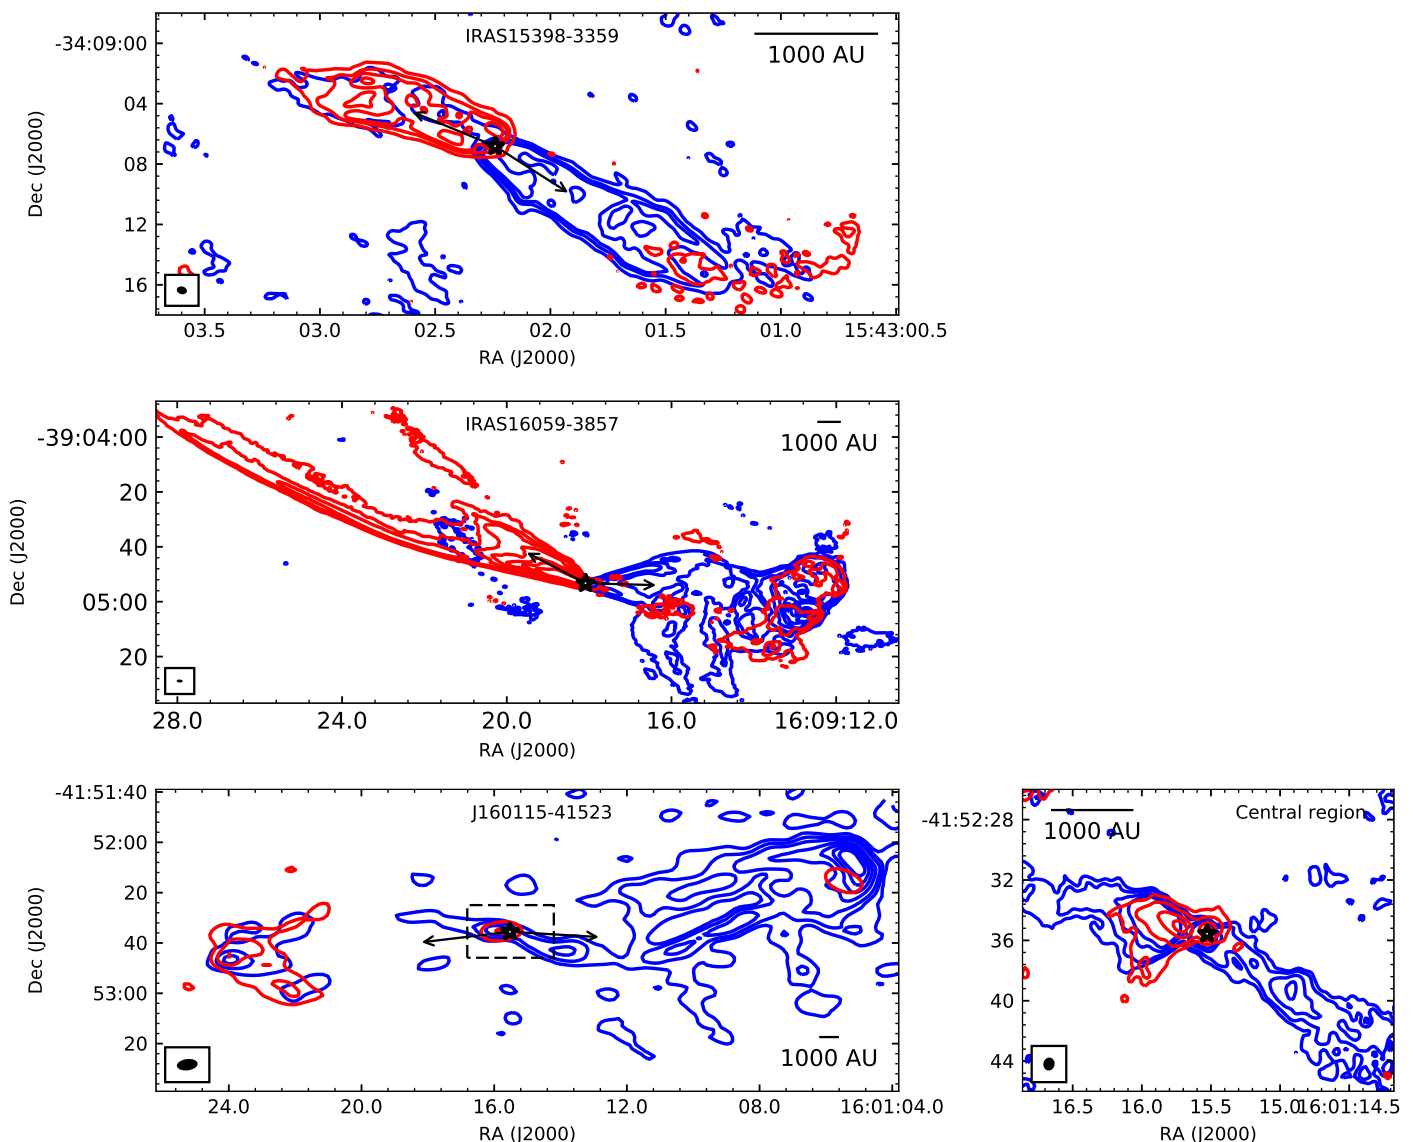 IRAS15398-3359
1000 AU
-34:09:00
04
08
12
16
Dec (J2000)
03.5 03.0 02.5 02.0 01.5 01.0 15:43:00.5
RA (J2000)
IRAS16059-3857
1000 AU
-39:04:00
20
40
05:00
20
Dec (J2000)
28.0 24.0 20.0 16.0 16:09:12.0
RA (J2000)
J160115-41523
1000 AU
-41:51:40
52:00
20
40
53:00
20
Dec (J2000)
24.0 20.0 16.0 12.0 08.0 16:01:04.0
RA (J2000)
Central region
1000 AU
-41:52:28
32
36
40
44
16.5 16.0 15.5 15.0 16:01:14.5
RA (J2000)